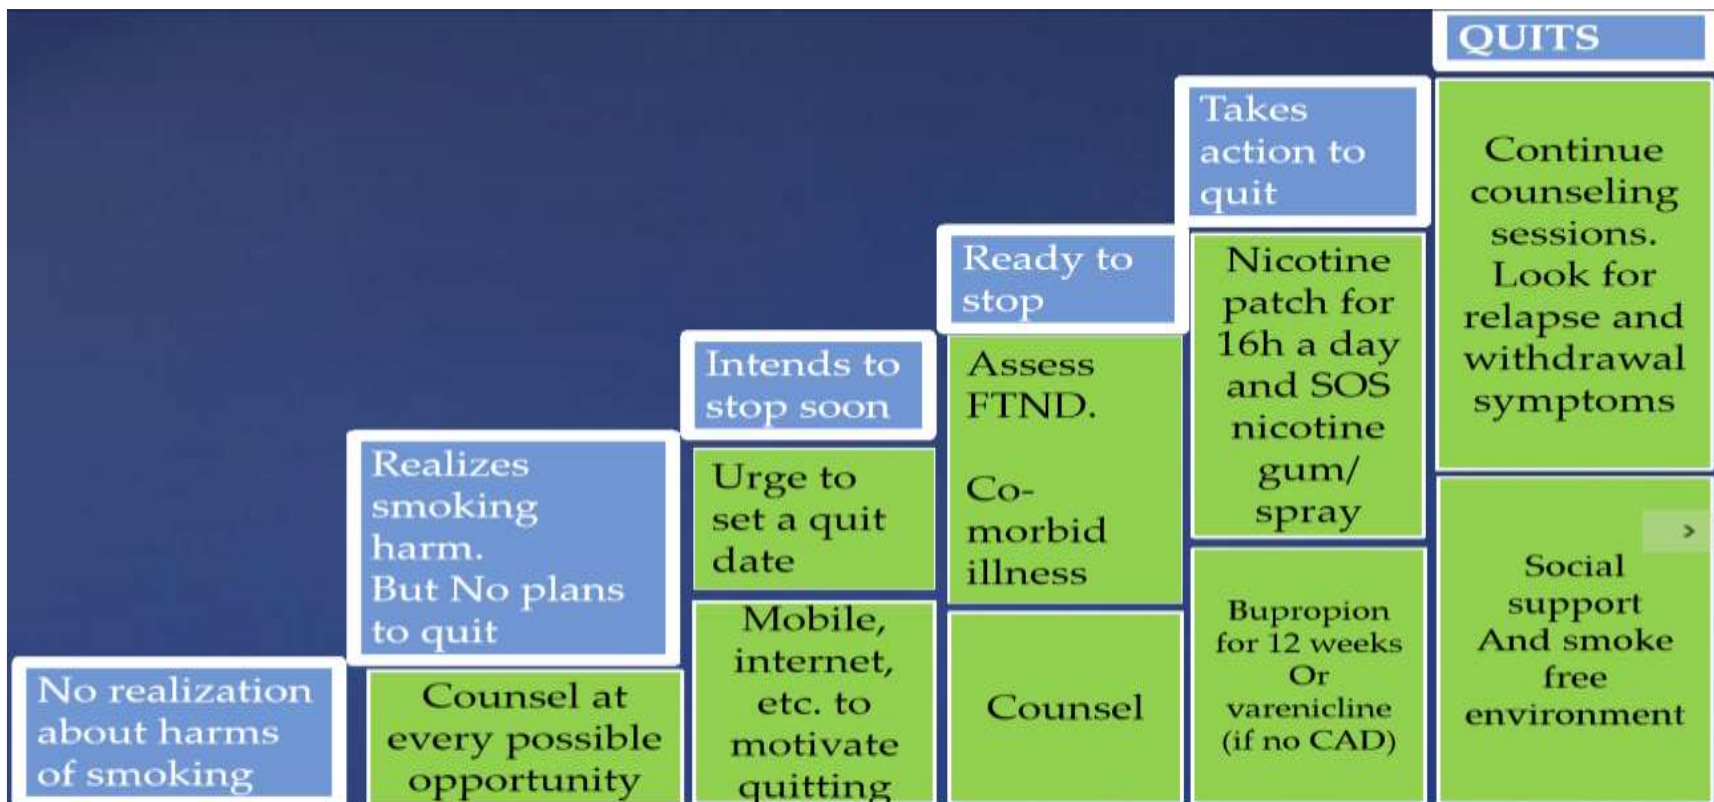 No realization
about harms
of smoking
Realizes
smoking
harm.
But No plans
to quit
Counsel at
every possible
opportunity
Intends to
stop soon
Urge to
set a quit
date
Mobile,
internet,
etc. to
motivate
quitting
Ready to
stop
Assess
FTND.
Co-
morbid
illness
Counsel
Takes
action to
quit
Nicotine
patch for
16h a day
and SOS
nicotine
gum/
spray
Bupropion
for 12 weeks
Or
varenicline
(if no CAD)
QUITS
Continue
counseling
sessions.
Look for
relapse and
withdrawal
symptoms
Social
support
And smoke
free
environment